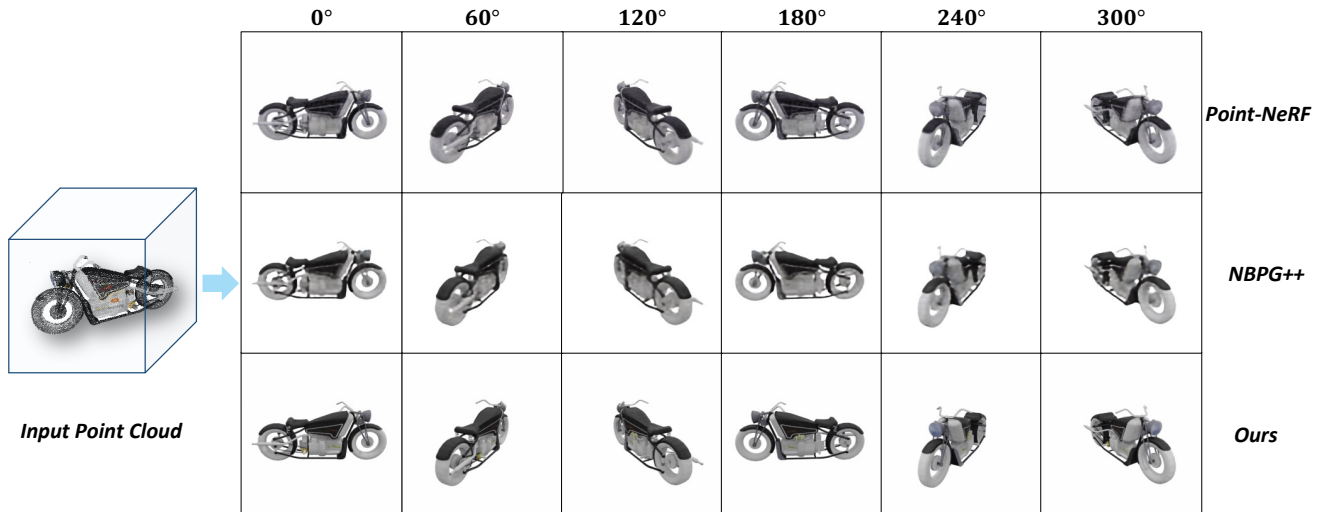 0° 60° 120° 180° 240° 300°
Point-NeRF
NBPG++
Input Point Cloud
Ours